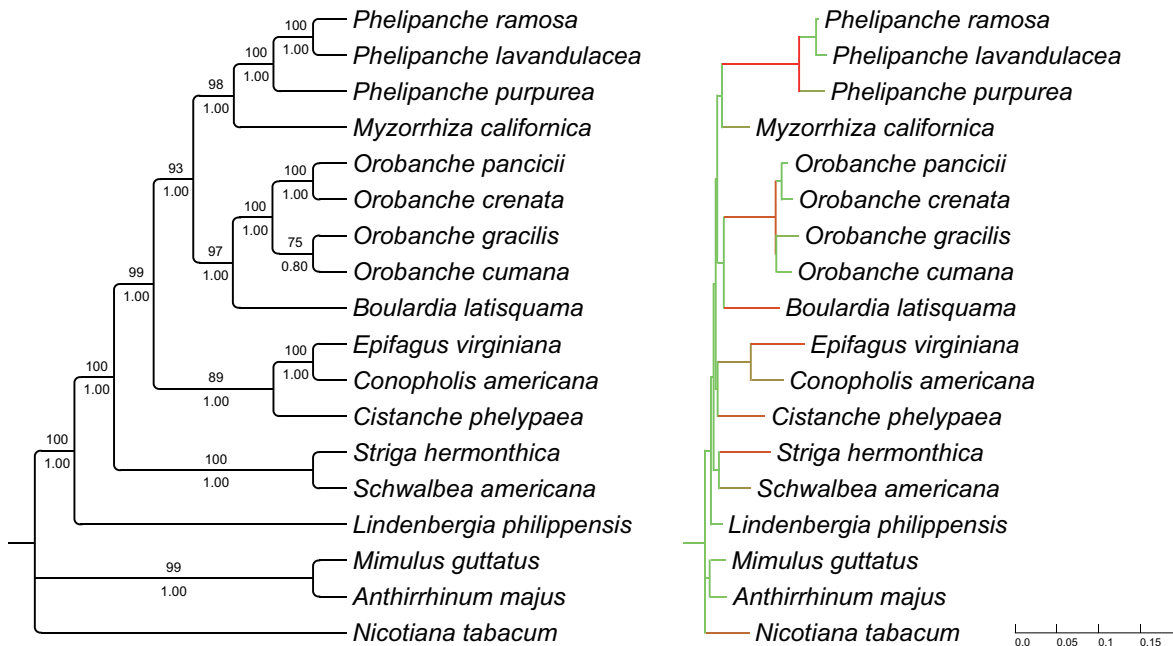 100
1.00
Phelipanche ramosa
Phelipanche lavandulacea
100
1.00
Phelipanche purpurea
98
1.00
Myzorrhiza californica
93
1.00
100
1.00
Orobanche pancicii
Orobanche crenata
100
1.00
75
0.80
Orobanche gracilis
Orobanche cumana
97
1.00
Boulardia latisquama
99
1.00
100
1.00
Epifagus virginiana
Conopholis americana
89
1.00
Cistanche phelypaea
100
1.00
100
1.00
Striga hermonthica
Schwalbea americana
100
1.00
Lindenbergia philippensis
99
1.00
Mimulus guttatus
Anthirrhinum majus
Nicotiana tabacum
Phelipanche ramosa
Phelipanche lavandulacea
Phelipanche purpurea
Myzorrhiza californica
Orobanche pancicii
Orobanche crenata
Orobanche gracilis
Orobanche cumana
Boulardia latisquama
Epifagus virginiana
Conopholis americana
Cistanche phelypaea
Striga hermonthica
Schwalbea americana
Lindenbergia philippensis
Mimulus guttatus
Anthirrhinum majus
Nicotiana tabacum
0.0 0.05 0.1 0.15